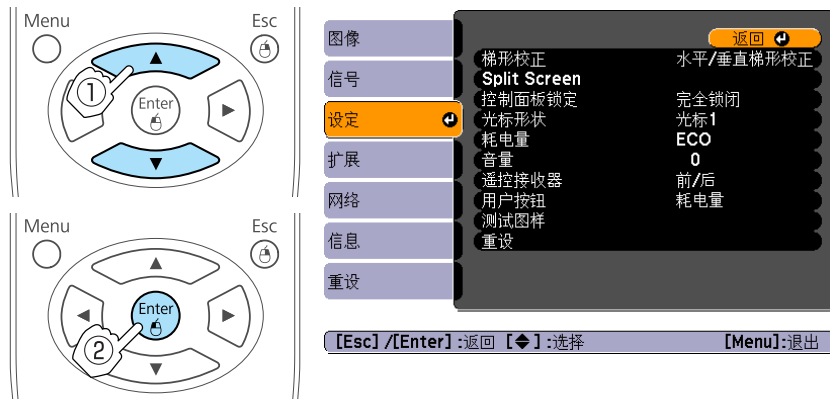 Menu
Esc
①
Enter
Menu
Esc
Enter
②
图像
信号
设定
扩展
网络
信息
重设
返回
梯形校正 水平/垂直梯形校正
Split Screen
控制面板锁定 完全锁闭
光标形状 光标1
耗电量 ECO
音量 0
遥控接收器 前/后
用户按钮 耗电量
测试图样
重设
[Esc] /[Enter] :返回 [◆] :选择 [Menu]:退出